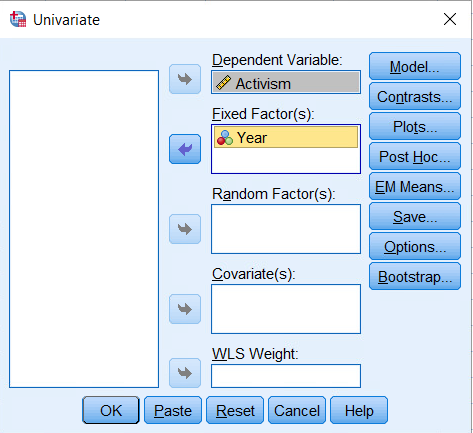 Univariate
Dependent Variable:
Activism
Fixed Factor(s):
Year
Random Factor(s):
Covariate(s):
WLS Weight:
Model...
Contrasts...
Plots...
Post Hoc...
EM Means...
Save...
Options...
Bootstrap...
OK Paste Reset Cancel Help